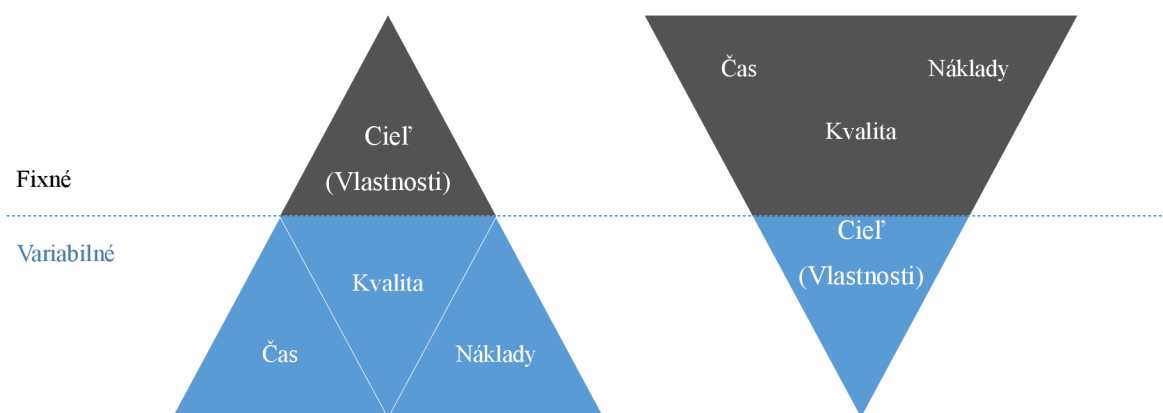 Fixné
Variabilné
Cieľ
(Vlastnosti)
Kvalita
Čas
Náklady
Čas
Náklady
Kvalita
Cieľ
(Vlastnosti)